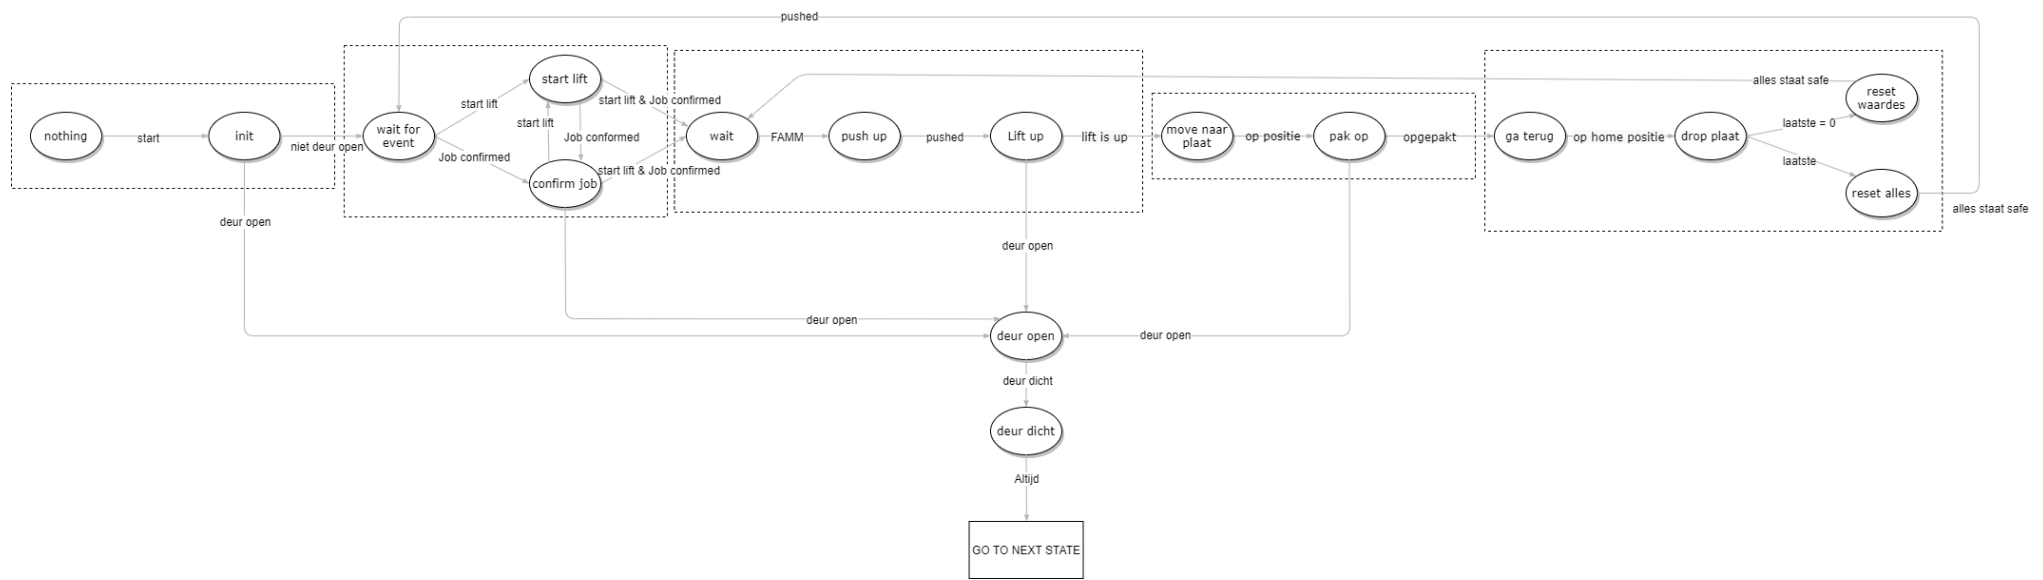 pushed
nothing
start
init
niet deur open
deur open
wait for
event
start lift
Job confirmed
start lift
start lift
Job conformed
confirm job
start lift & Job confirmed
start lift & Job confirmed
deur open
wait
FAMM
push up
pushed
Lift up
lift is up
deur open
move naar
plaat
op positie
pak op
opgepakt
deur open
ga terug
op home positie
drop plaat
laatste = 0
laatste
reset
waardes
alles staat safe
reset alles
alles staat safe
deur open
deur dicht
deur dicht
Altijd
GO TO NEXT STATE